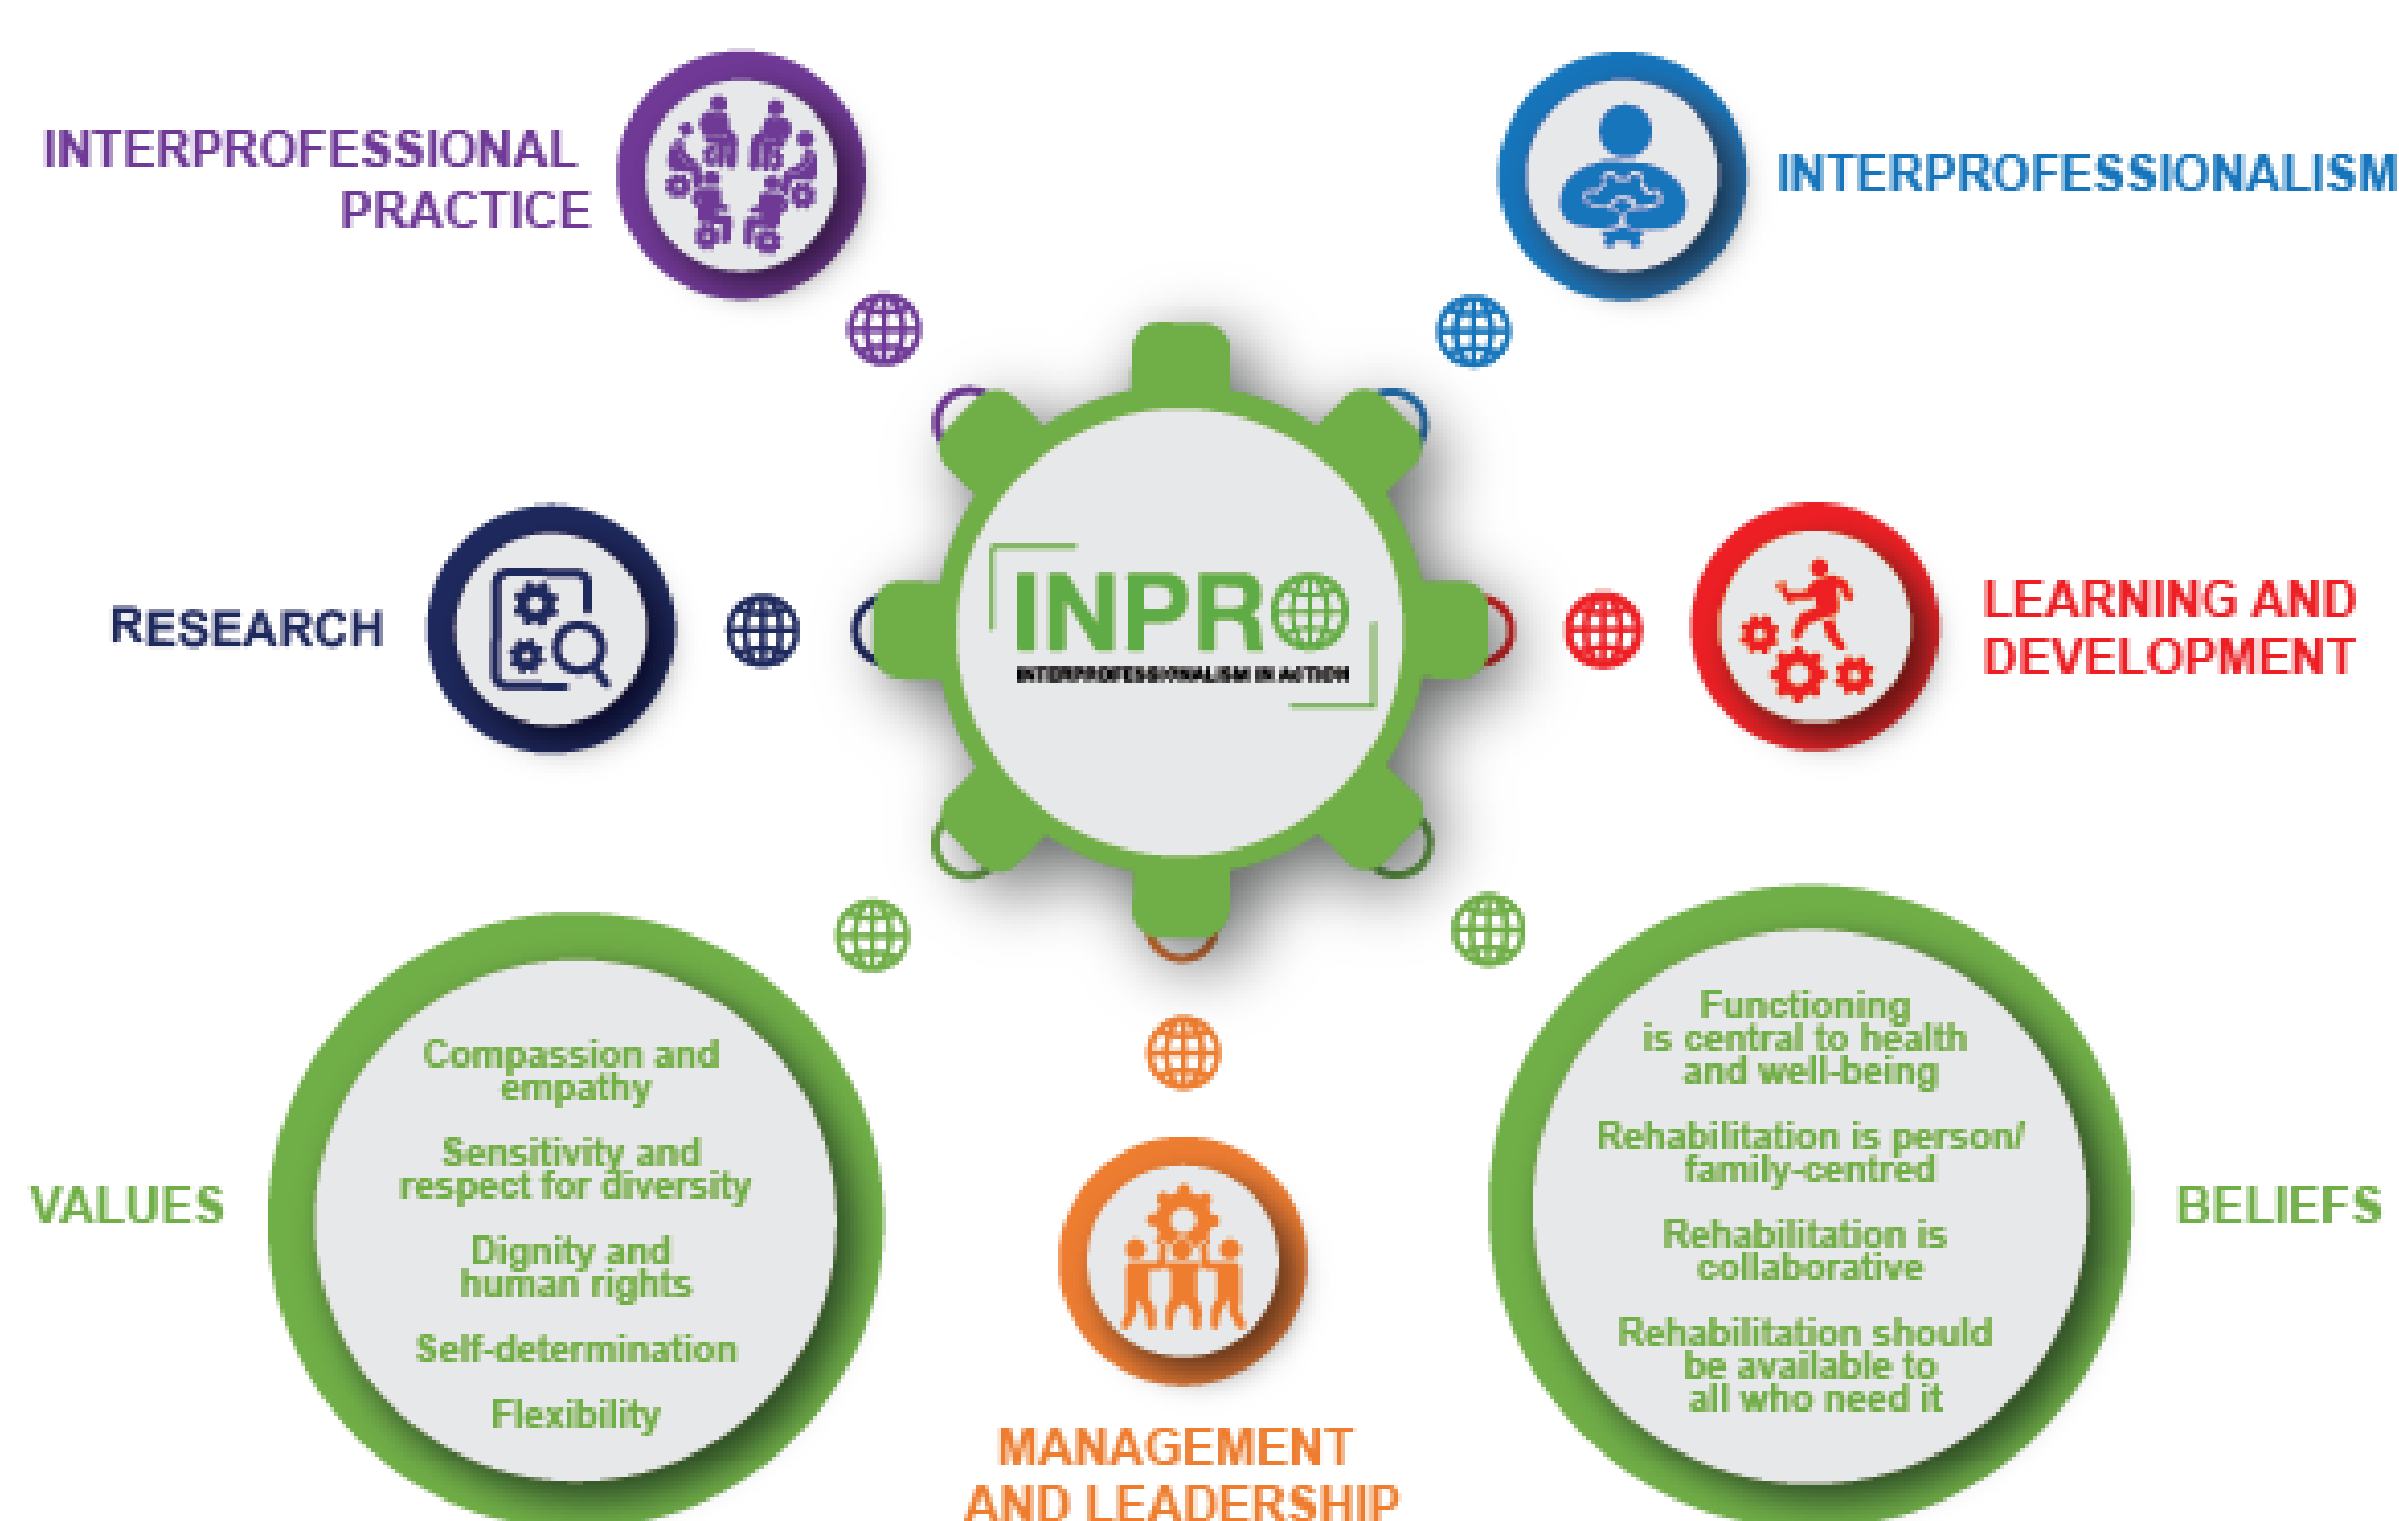 INTERPROFESSIONAL
PRACTICE
INTERPROFESSIONALISM
INPRO
INTERPROFESSIONALISM IN ACTION
RESEARCH
LEARNING AND
DEVELOPMENT
VALUES
Compassion and
empathy
Sensitivity and
respect for diversity
Dignity and
human rights
Self-determination
Flexibility
MANAGEMENT
AND LEADERSHIP
Functioning
is central to health
and well-being
Rehabilitation is person/
family-centred
Rehabilitation is
collaborative
Rehabilitation should
be available to
all who need it
BELIEFS